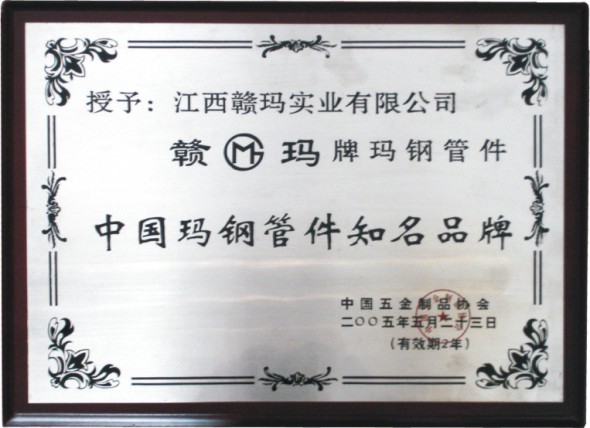 授予：江西赣玛实业有限公司
赣 MG 玛牌玛钢管件
中国玛钢管件知名品牌
中国五金制品协会
二〇〇五年五月二十三日
（有效期2年）